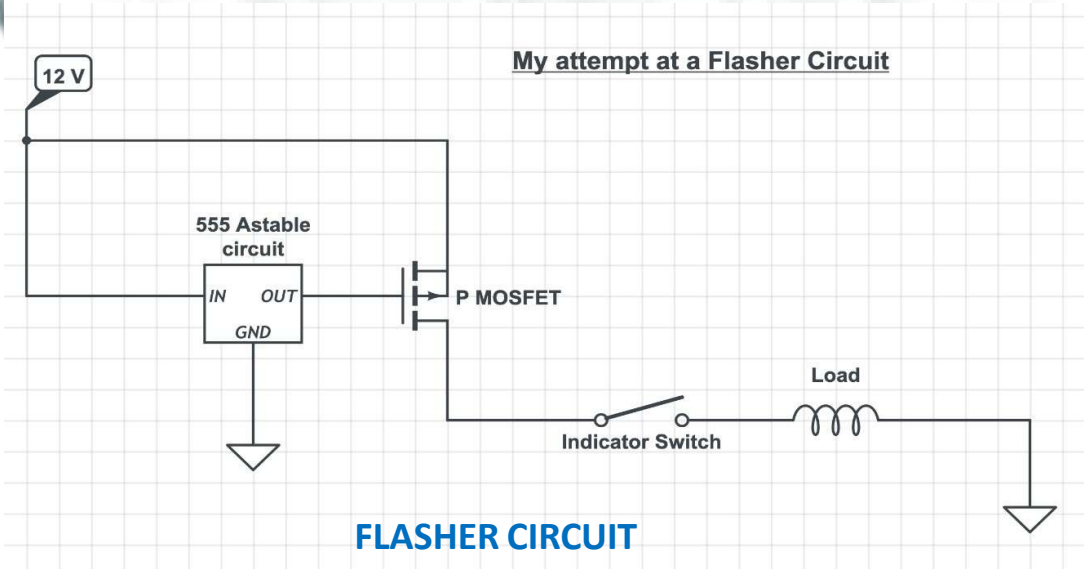 My attempt at a Flasher Circuit
12 V
555 Astable
circuit
IN OUT
GND
P MOSFET
Load
Indicator Switch
FLASHER CIRCUIT